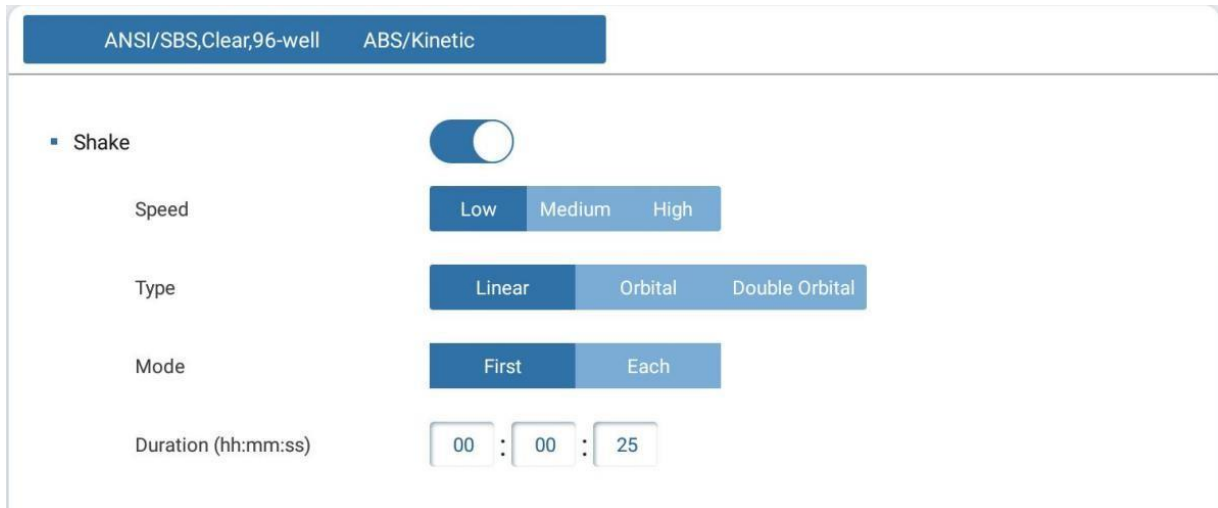 ANSI/SBS,Clear,96-well ABS/Kinetic
Shake
Speed Low Medium High
Type Linear Orbital Double Orbital
Mode First Each
Duration (hh:mm:ss) 00 : 00 : 25